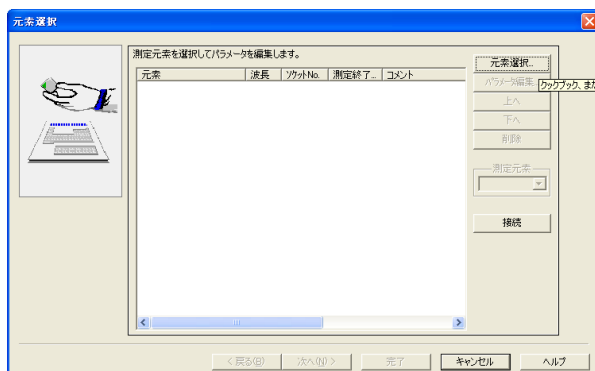 元素選択
測定元素を選択してパラメータを編集します。
元素 波長 ソケットNo. 測定終了... コメント
元素選択...
パラメータ編集
クックブック、また
上へ
下へ
削除
測定元素
接続
< 戻る(B) 次へ(N) > 完了 キャンセル ヘルプ